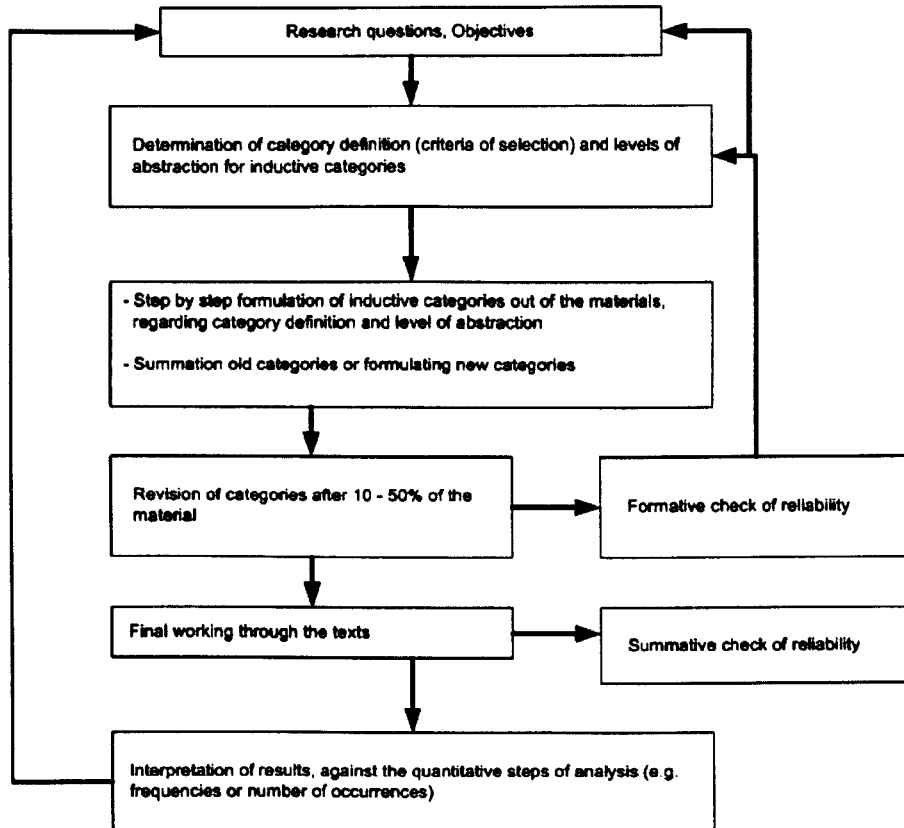 Research questions, Objectives
Determination of category definition (criteria of selection) and levels of
abstraction for inductive categories
- Step by step formulation of inductive categories out of the materials,
regarding category definition and level of abstraction
- Summation old categories or formulating new categories
Revision of categories after 10 - 50% of the
material
Formative check of reliability
Final working through the texts
Summative check of reliability
Interpretation of results, against the quantitative steps of analysis (e.g.
frequencies or number of occurrences)